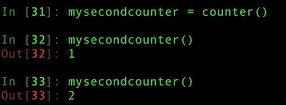 In [31]: mysecondcounter = counter()
In [32]: mysecondcounter()
Out[32]: 1
In [33]: mysecondcounter()
Out[33]: 2